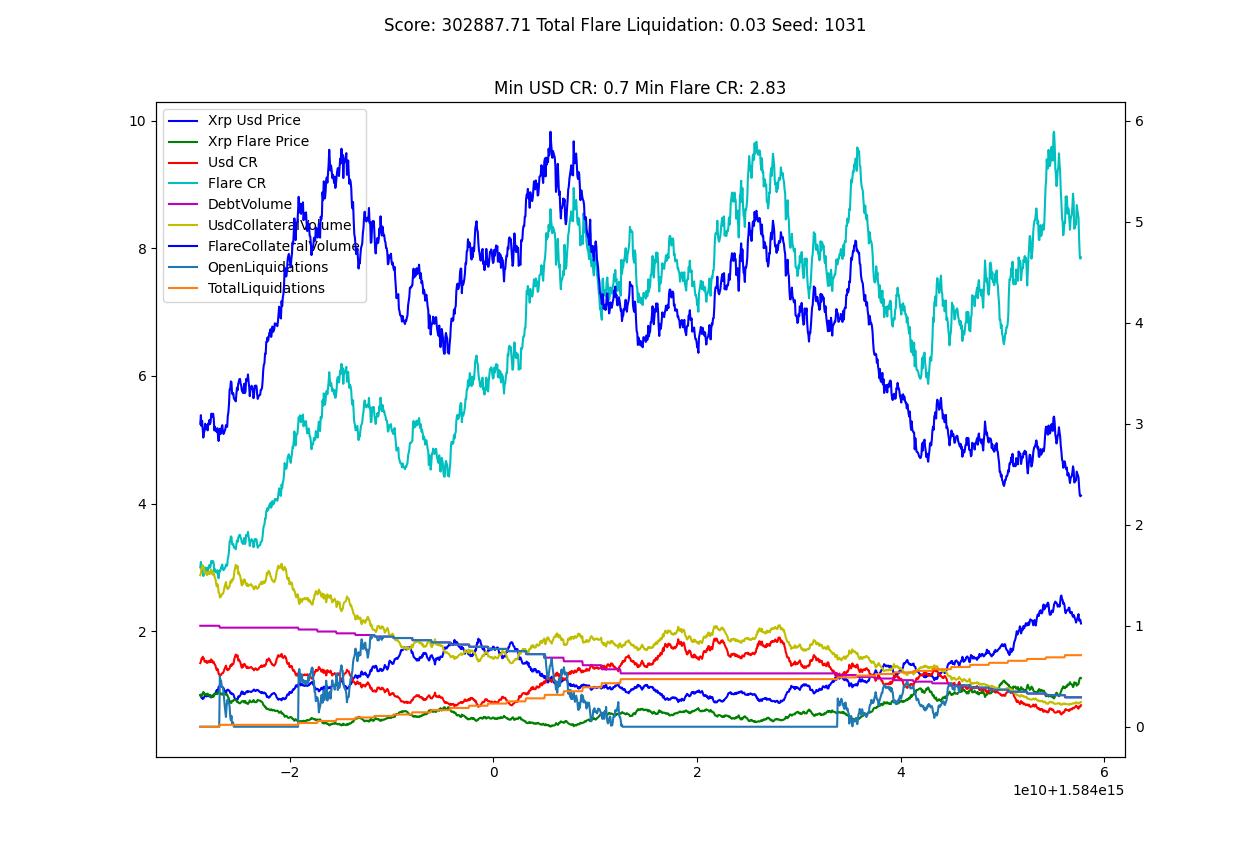 Score: 302887.71 Total Flare Liquidation: 0.03 Seed: 1031
Min USD CR: 0.7 Min Flare CR: 2.83
Xrp Usd Price
Xrp Flare Price
Usd CR
Flare CR
DebtVolume
UsdCollateralVolume
FlareCollateralVolume
OpenLiquidations
TotalLiquidations
10
8
6
4
2
6
5
4
3
2
1
0
−2
0
2
4
6
1e10+1.584e15